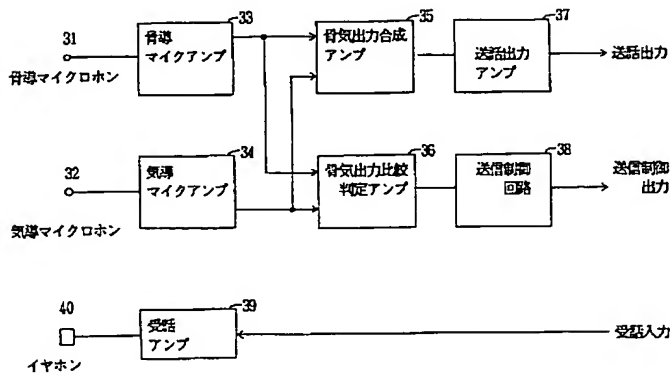 33
35
37
31
骨導
マイクアンプ
骨気出力合成
アンプ
送話出力
アンプ
送話出力
骨導マイクロホン
34
36
38
32
気導
マイクアンプ
骨気出力比較
判定アンプ
送信制御
回路
送信制御
出力
気導マイクロホン
40
39
受話
アンプ
受話入力
イヤホン